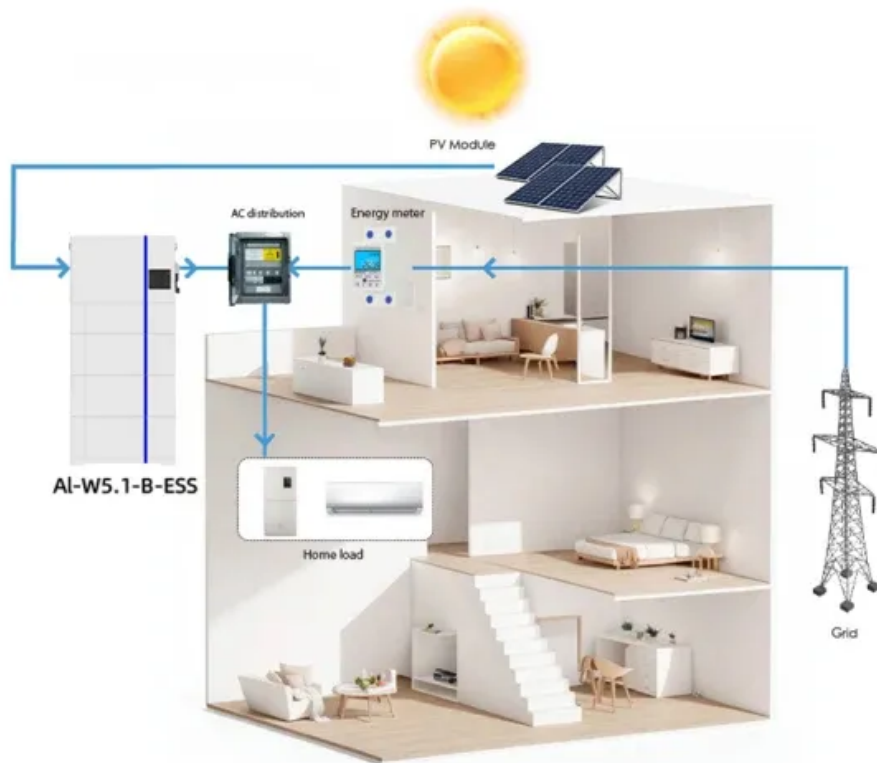 PV Module
AC distribution
Energy meter
Al-W5.1-B-ESS
Home load
Grid